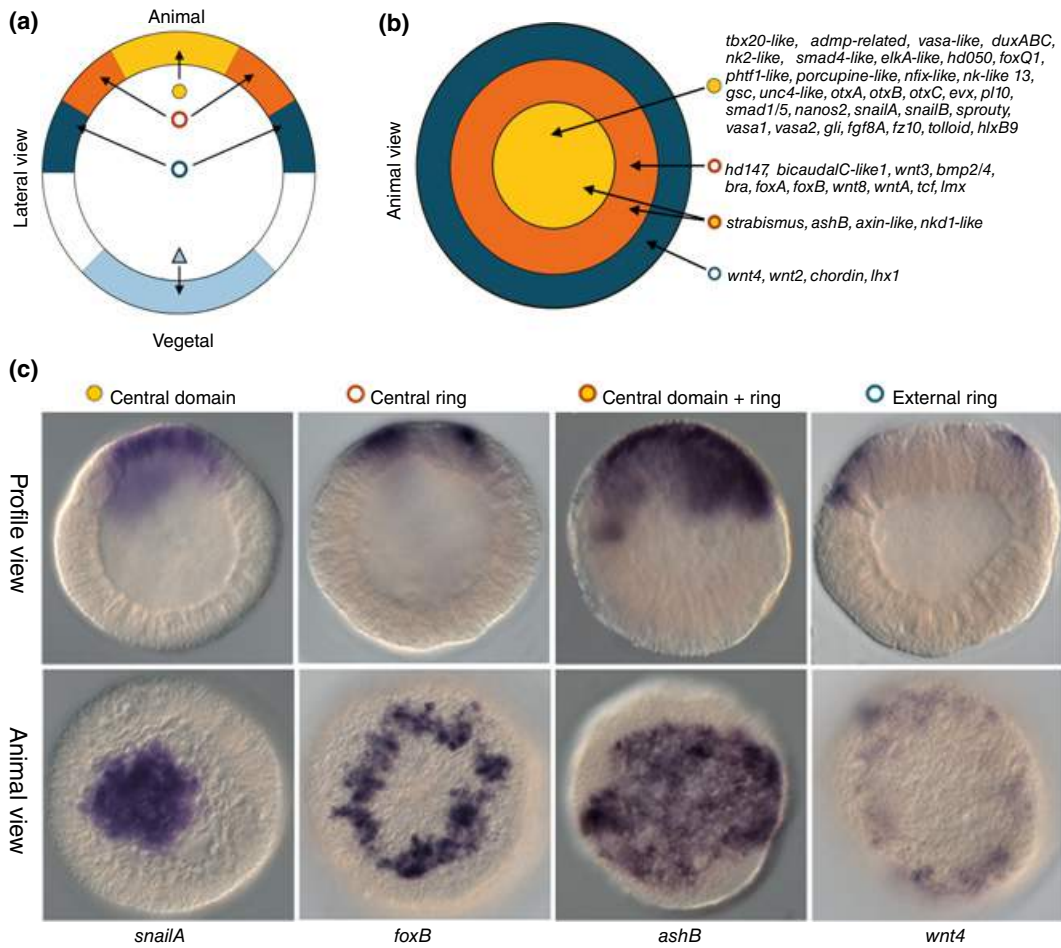 (a)
Animal
Lateral view
Vegetal
(b)
Animal view
tbx20-like, admp-related, vasa-like, duxABC,
nk2-like, smad4-like, elkA-like, hd050, foxQ1,
phtf1-like, porcupine-like, nfix-like, nk-like 13,
gsc, unc4-like, otxA, otxB, otxC, evx, pl10,
smad1/5, nanos2, snailA, snailB, sprouty,
vasa1, vasa2, gli, fgf8A, fz10, tolloid, hlxB9
hd147, bicaudalC-like1, wnt3, bmp2/4,
bra, foxA, foxB, wnt8, wntA, tcf, lmx
strabismus, ashB, axin-like, nkd1-like
wnt4, wnt2, chordin, lhx1
(c)
Central domain
Central ring
Central domain + ring
External ring
Profile view
Animal view
snailA
foxB
ashB
wnt4